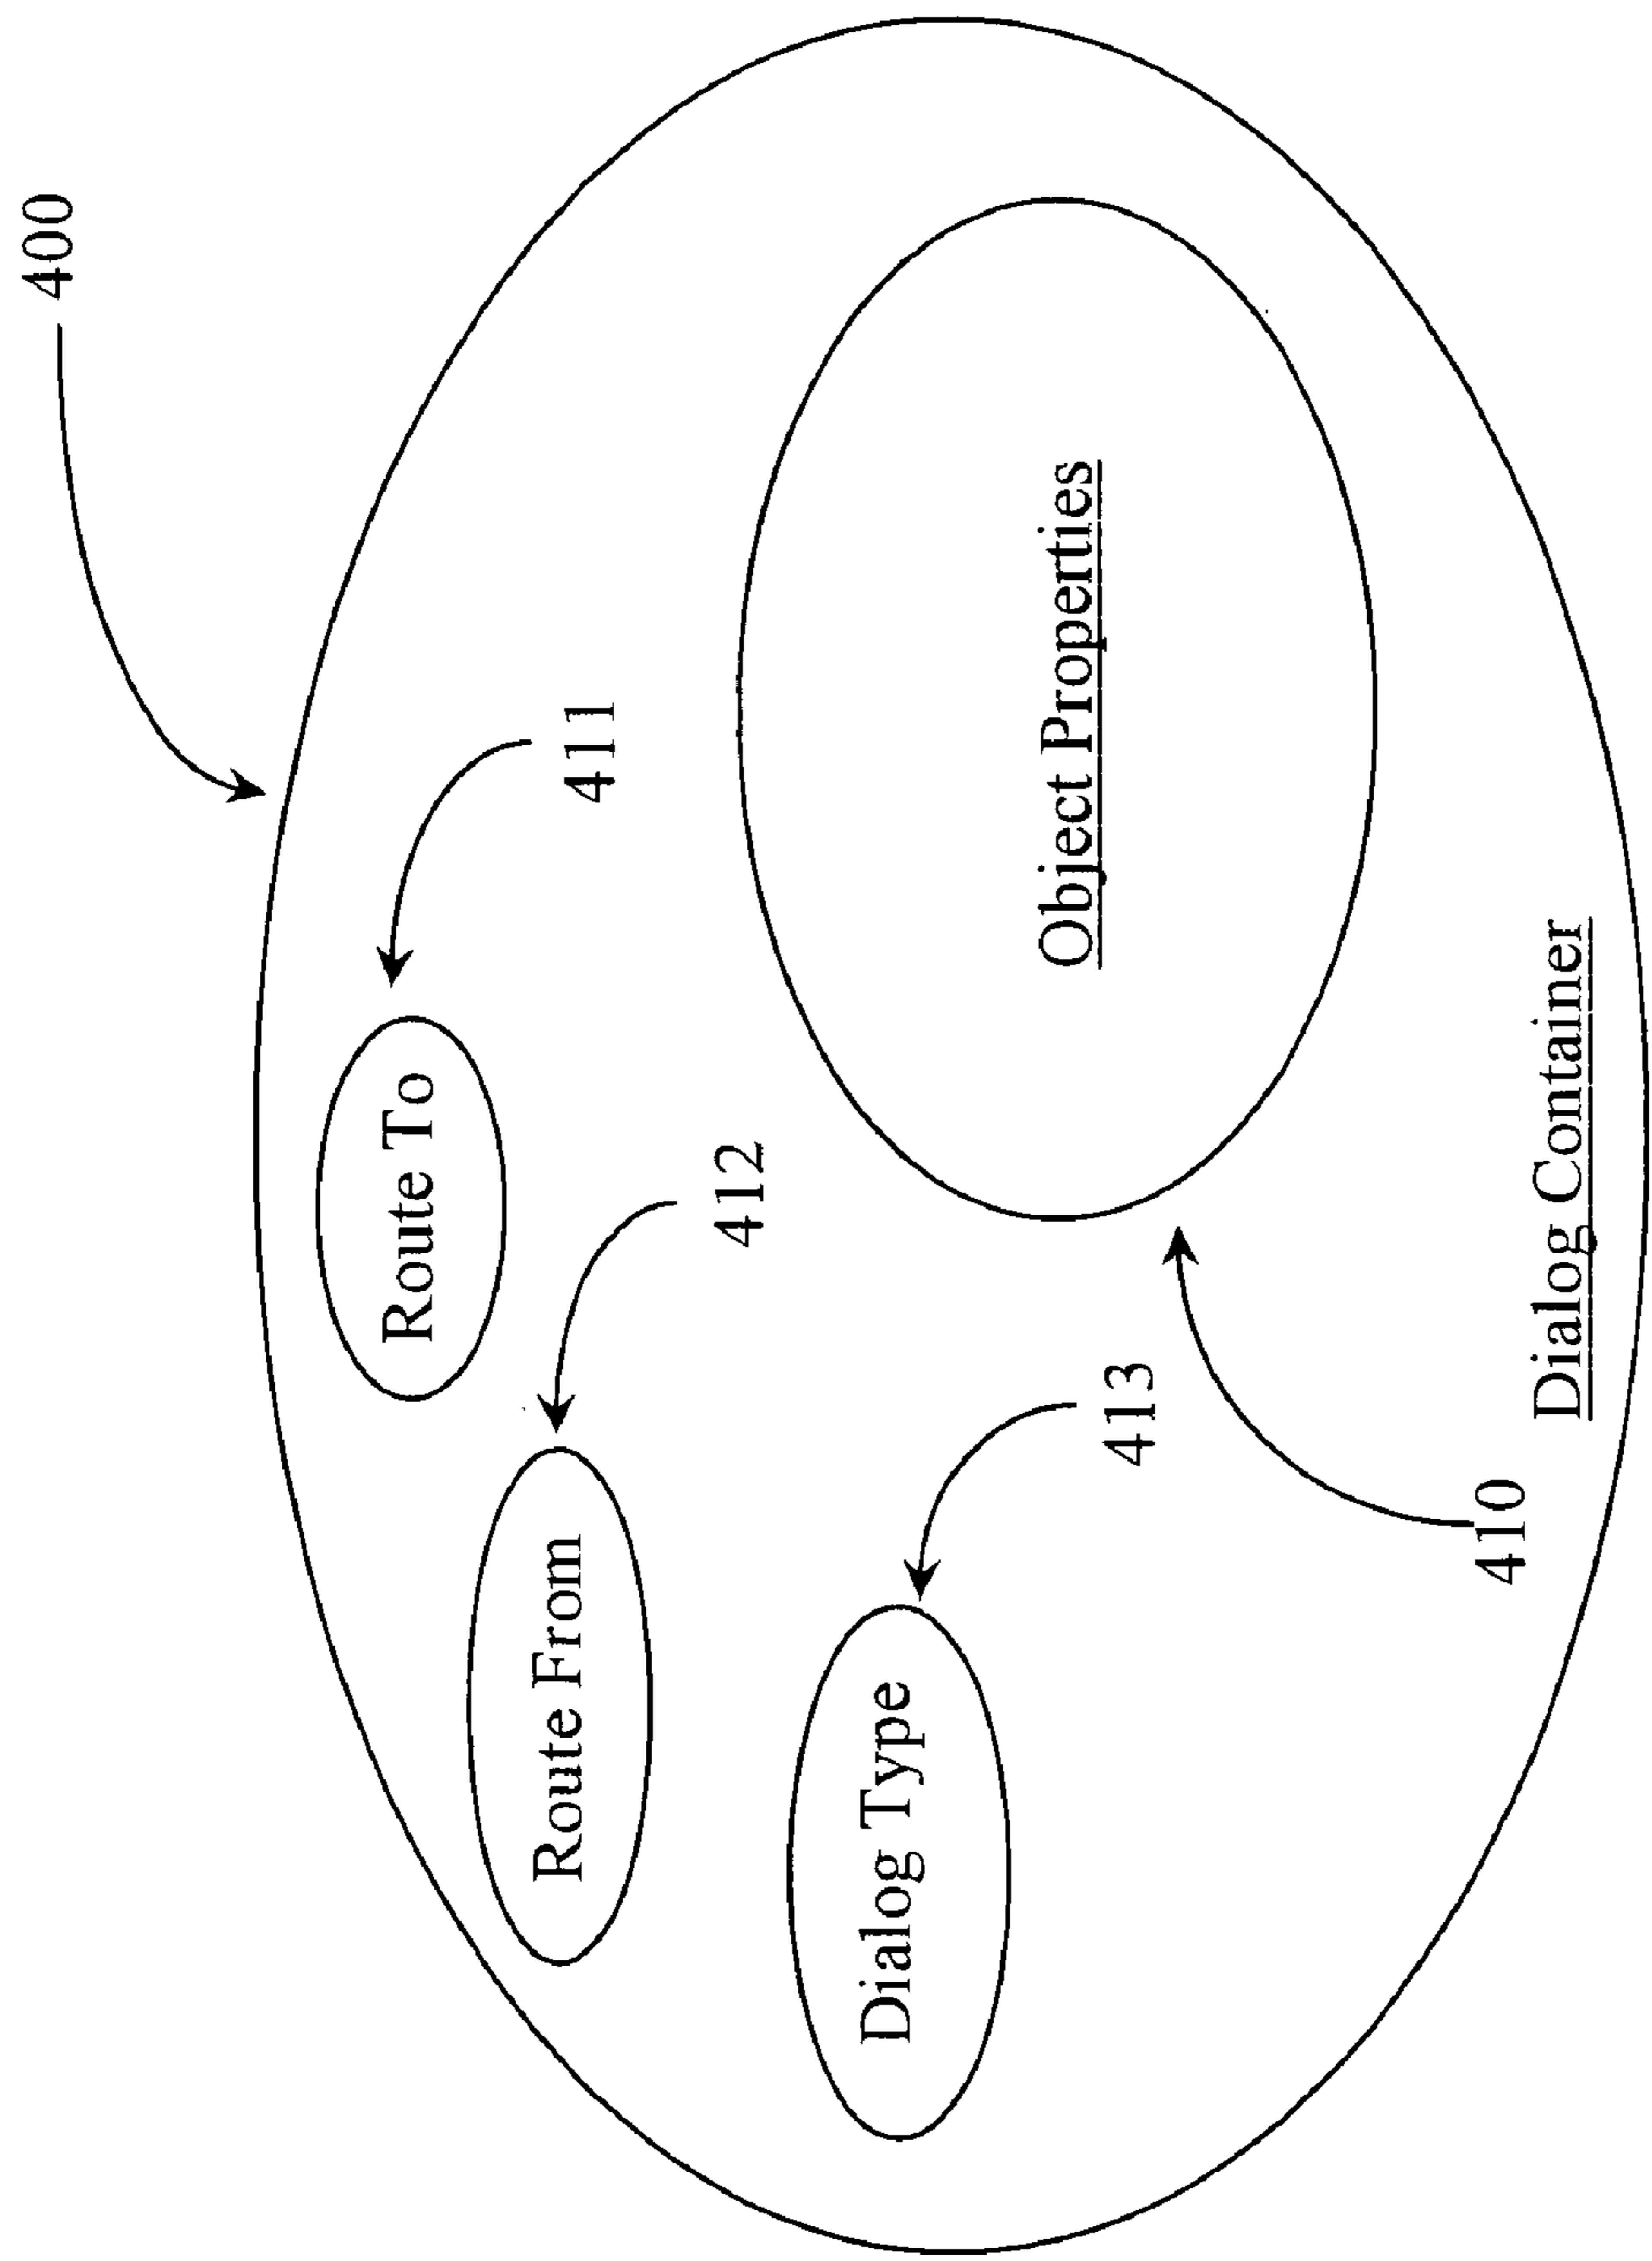 400
Route To
411
Route From
412
Dialog Type
413
Object Properties
410
Dialog Container